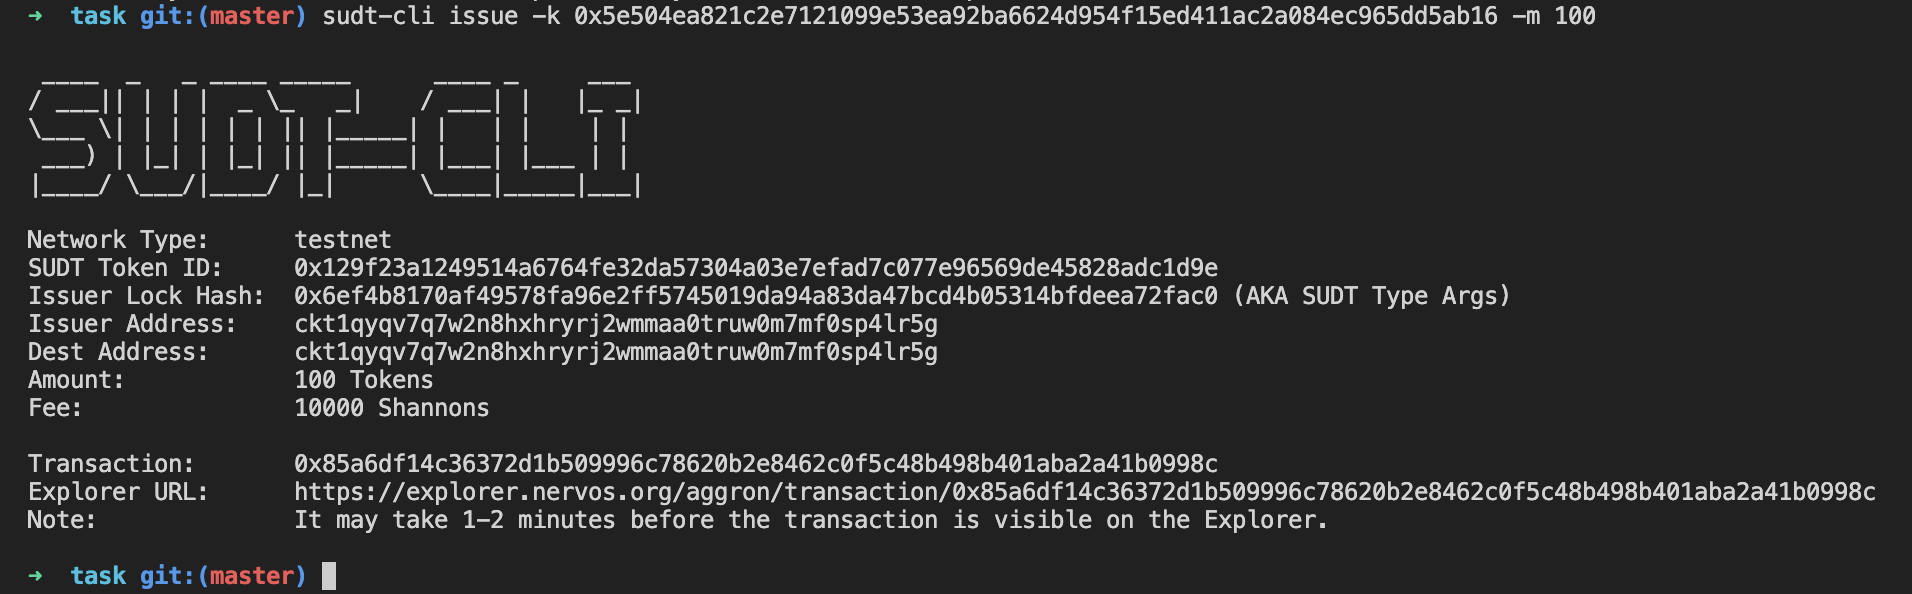 ➜  task git:(master) sudt-cli issue -k 0x5e504ea821c2e7121099e53ea92ba6624d954f15ed411ac2a084ec965dd5ab16 -m 100
SUDT-CLI
Network Type:      testnet
SUDT Token ID:     0x129f23a1249514a6764fe32da57304a03e7efad7c077e96569de45828adc1d9e
Issuer Lock Hash:  0x6ef4b8170af49578fa96e2ff5745019da94a83da47bcd4b05314bfdeea72fac0 (AKA SUDT Type Args)
Issuer Address:    ckt1qyqv7q7w2n8hxhryrj2wmmaa0truw0m7mf0sp4lr5g
Dest Address:      ckt1qyqv7q7w2n8hxhryrj2wmmaa0truw0m7mf0sp4lr5g
Amount:            100 Tokens
Fee:               10000 Shannons
Transaction:       0x85a6df14c36372d1b509996c78620b2e8462c0f5c48b498b401aba2a41b0998c
Explorer URL:      https://explorer.nervos.org/aggron/transaction/0x85a6df14c36372d1b509996c78620b2e8462c0f5c48b498b401aba2a41b0998c
Note:              It may take 1-2 minutes before the transaction is visible on the Explorer.
➜  task git:(master)